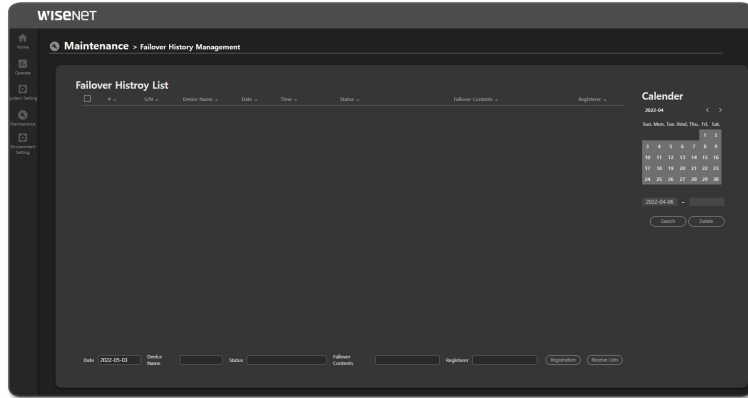 WISENET
Home
Maintenance > Failover History Management
Operate
System Setting
Maintenance
Environment
Setting
Failover Histroy List
# S/N Device Name Date Time Status Failover Contents Registerer
Calender
2022-04 < >
Sun. Mon. Tue. Wed. Thu. Fri. Sat.
1 2
3 4 5 6 7 8 9
10 11 12 13 14 15 16
17 18 19 20 21 22 23
24 25 26 27 28 29 30
2022-04-06 -
Search Delete
Date 2022-05-03 Device
Name Status Failover
Contents Registerer Registration Receive Lists